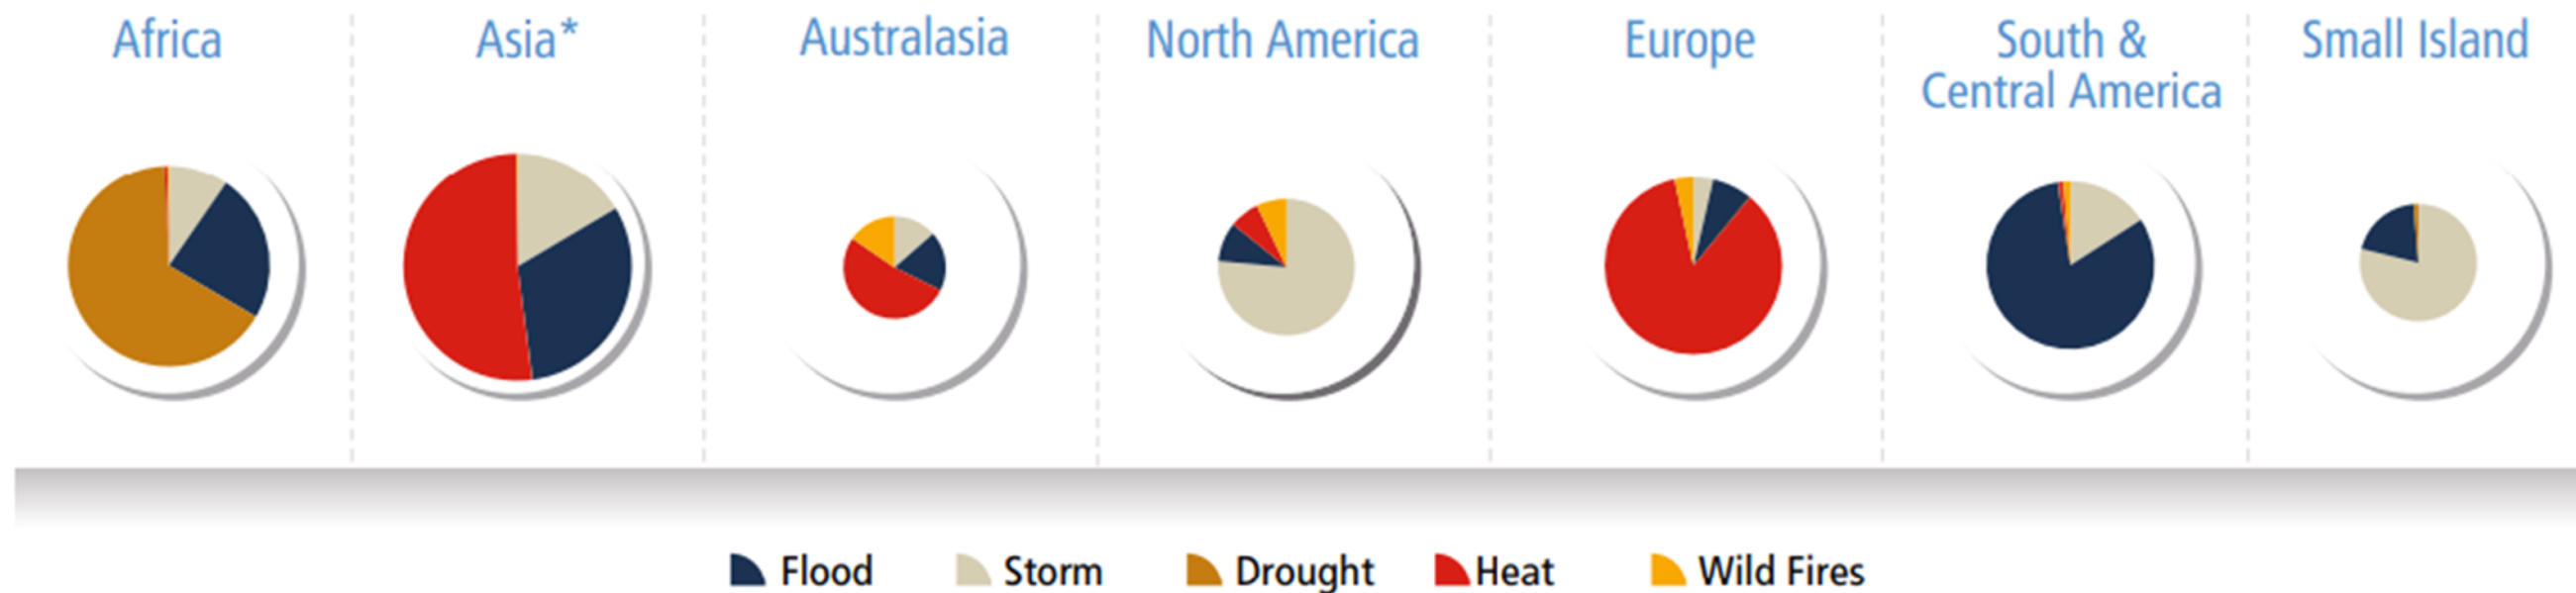 Africa
Asia*
Australasia
North America
Europe
South &
Central America
Small Island
Flood
Storm
Drought
Heat
Wild Fires